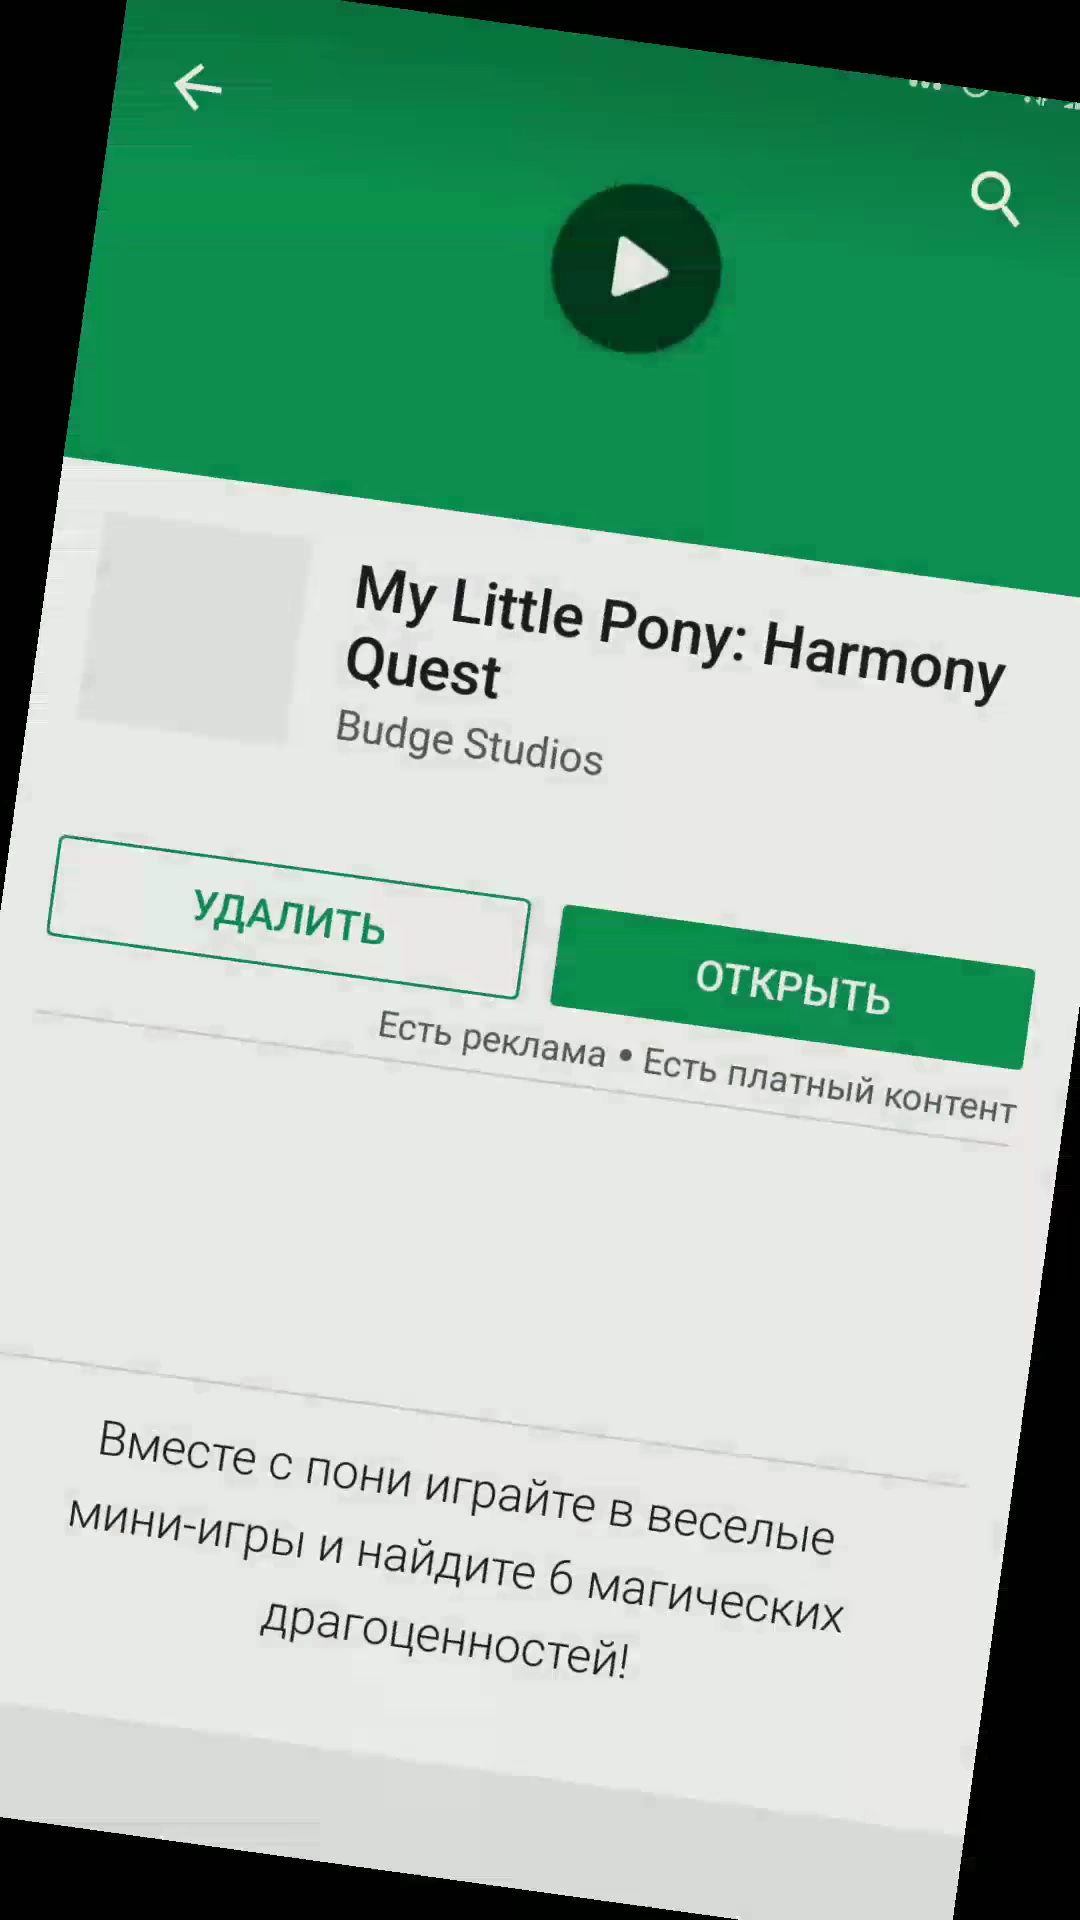 My Little Pony: Harmony
Quest
Budge Studios
УДАЛИТЬ
ОТКРЫТЬ
Есть реклама • Есть платный контент
Вместе с пони играйте в веселые
мини-игры и найдите 6 магических
драгоценностей!